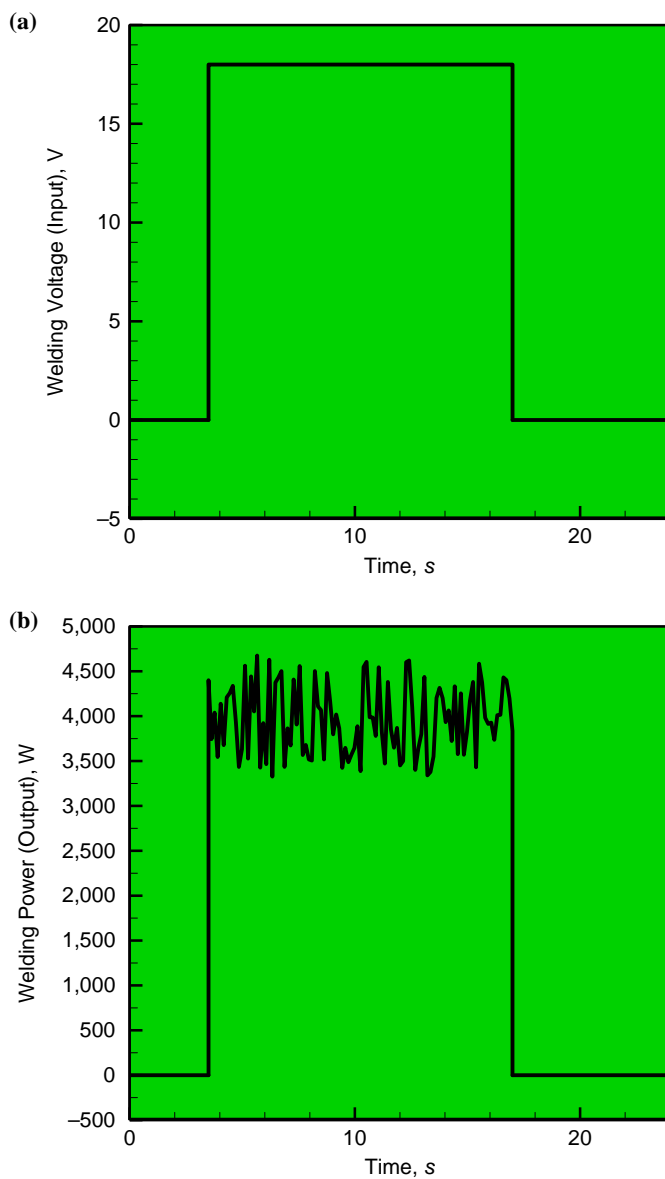 (a)
20
15
10
5
0
–5
Welding Voltage (Input), V
0 10 20
Time, s
(b)
5,000
4,500
4,000
3,500
3,000
2,500
2,000
1,500
1,000
500
0
–500
Welding Power (Output), W
0 10 20
Time, s